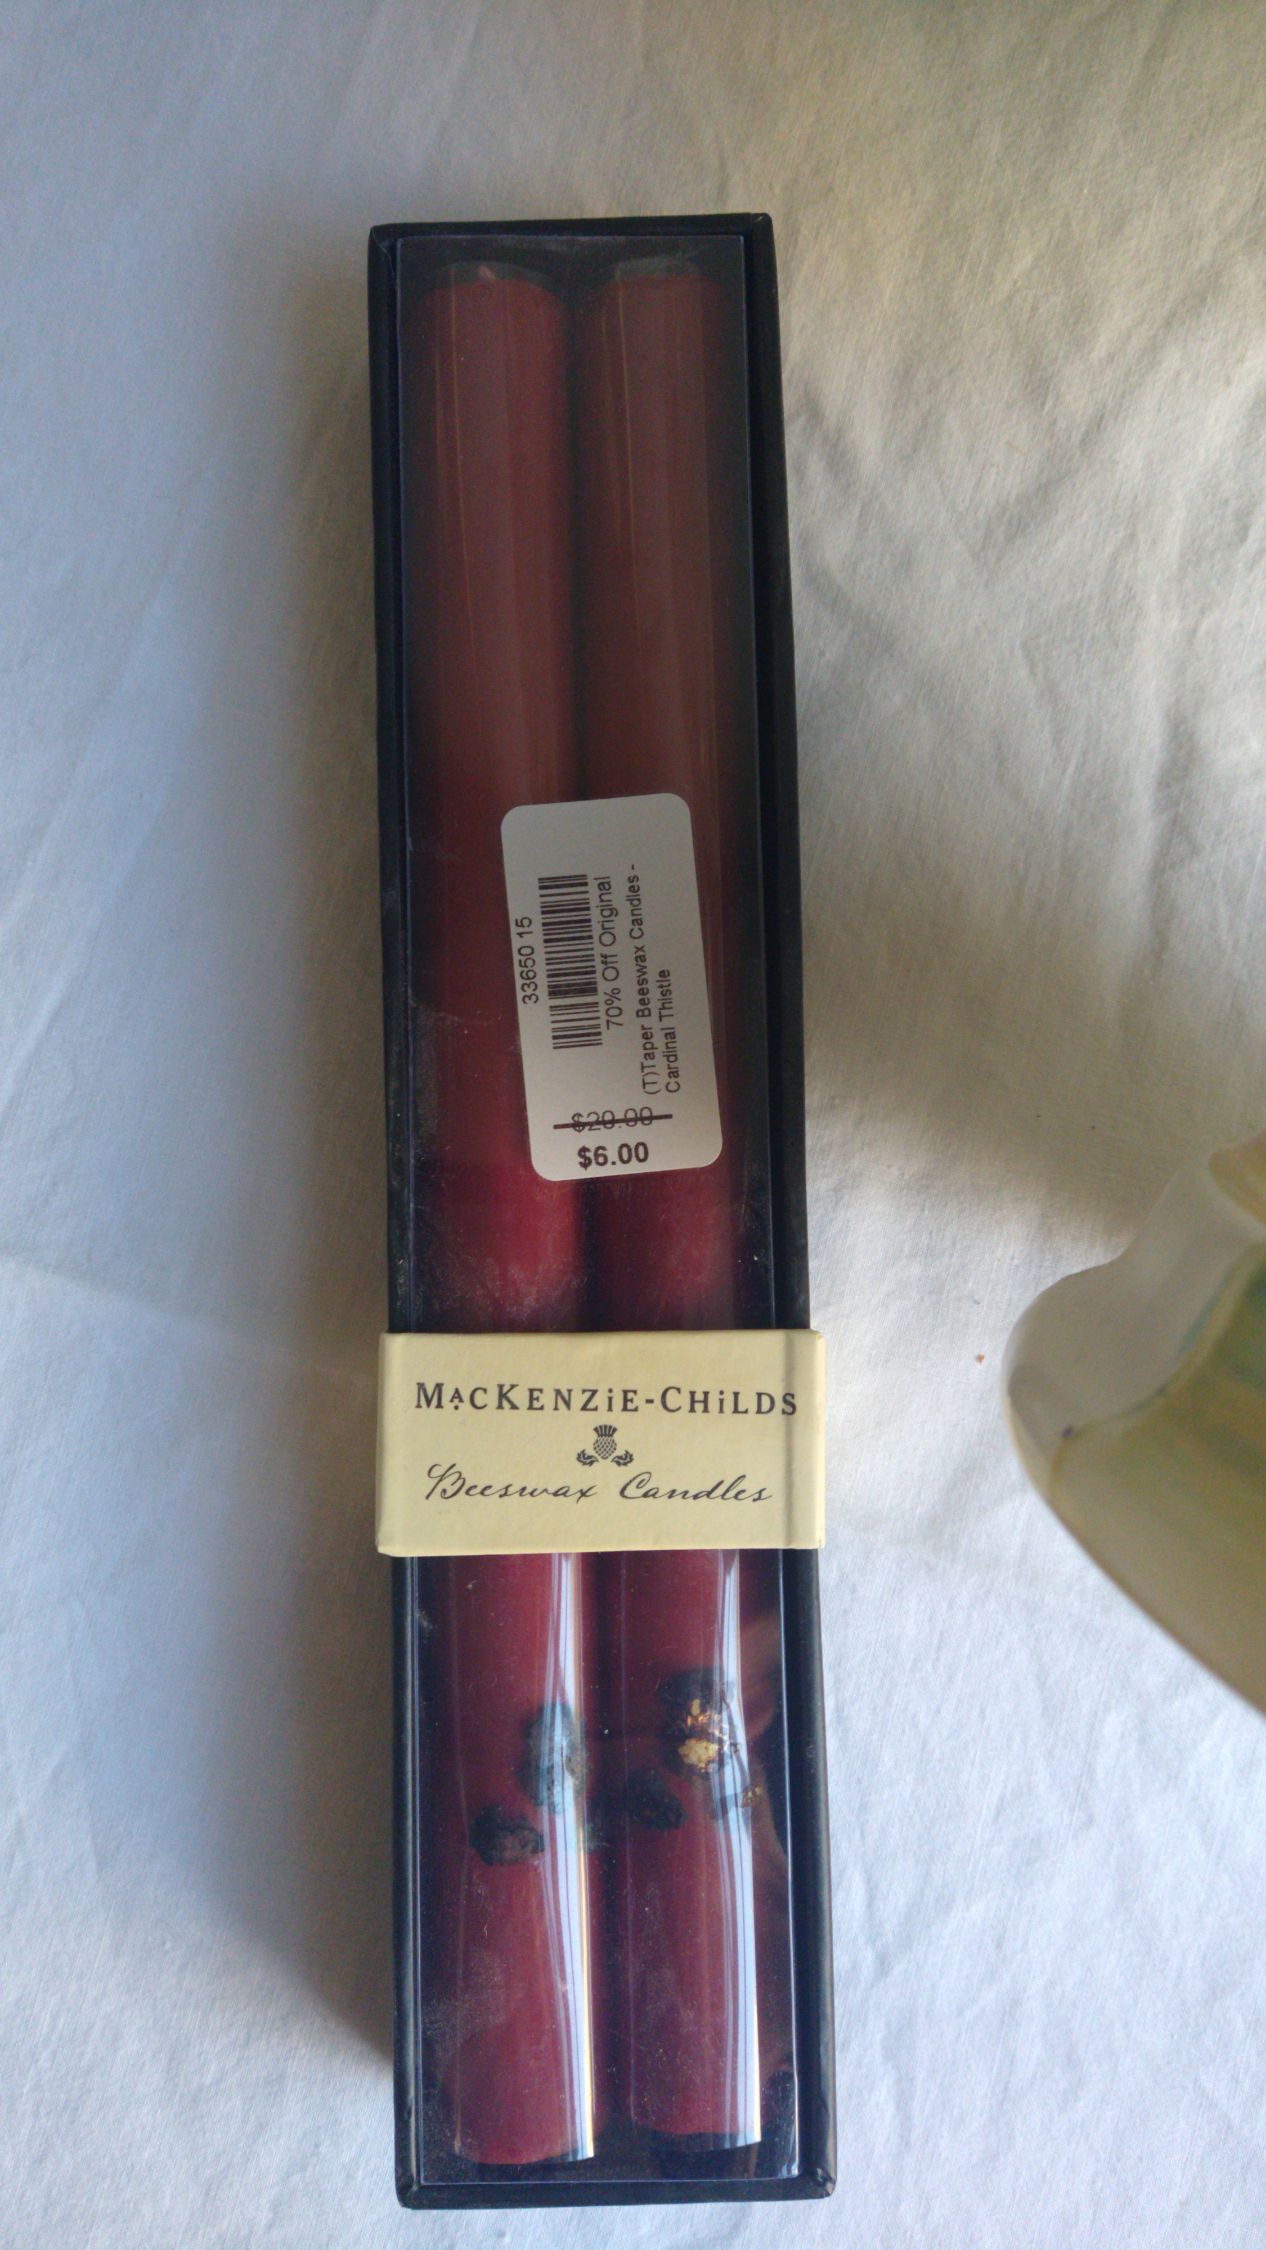 33650 15
70% Off Original
(T)Taper Beeswax Candles -
Cardinal Thistle
$20.00
$6.00
MACKENZiE-CHiLDS
Beeswax Candles